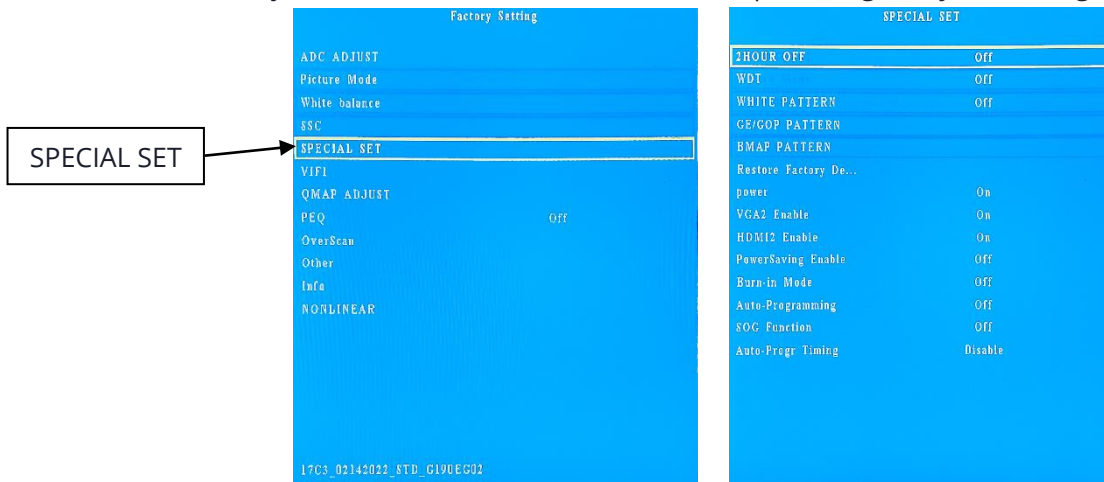 Factory Setting
ADC ADJUST
Picture Mode
White balance
SSC
SPECIAL SET
SPECIAL SET
VIFI
QMAP ADJUST
PEQ Off
OverScan
Other
Info
NONLINEAR
17C3_02142022_STD_G190EG02
SPECIAL SET
2HOUR OFF Off
WDT Off
WHITE PATTERN Off
GE/GOP PATTERN
BMAP PATTERN
Restore Factory De...
power On
VGA2 Enable On
HDMI2 Enable On
PowerSaving Enable Off
Burn-in Mode Off
Auto-Programming Off
SOG Function Off
Auto-Progr Timing Disable